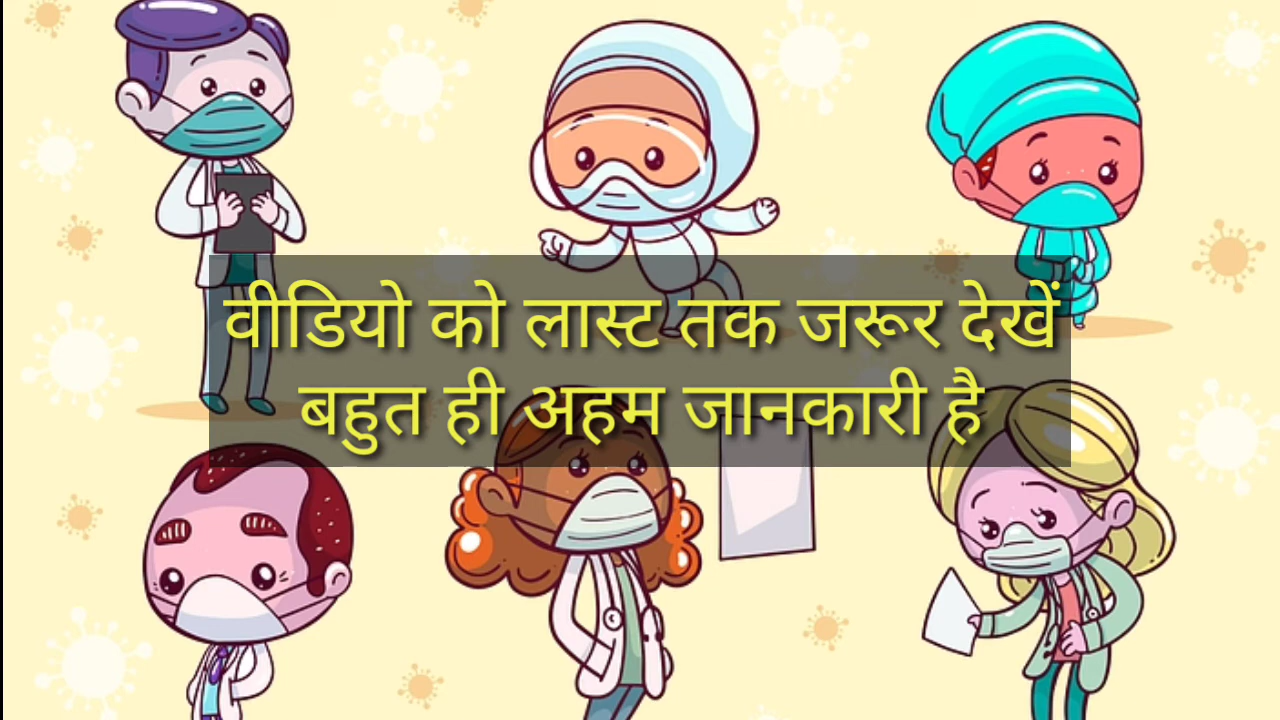 वीडियो को लास्ट तक जरूर देखें
बहुत ही अहम जानकारी है